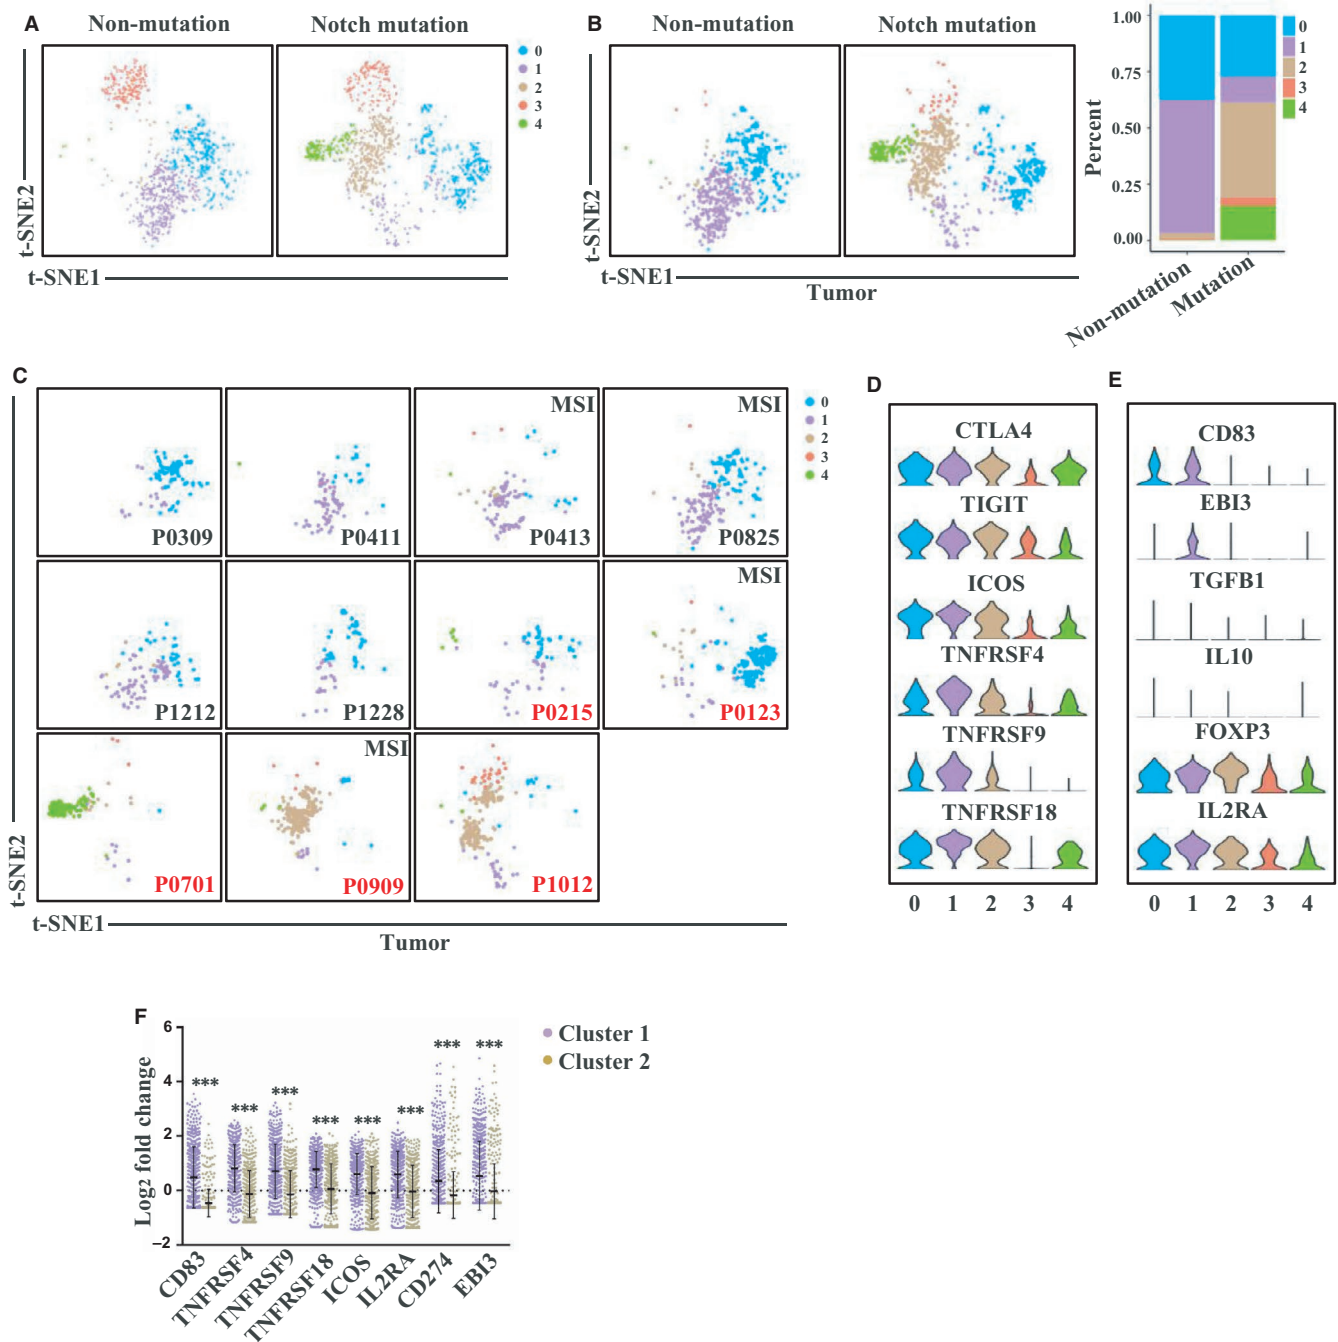 A
Non-mutation
Notch mutation
0
1
2
3
4
t-SNE2
t-SNE1
B
Non-mutation
Notch mutation
t-SNE2
t-SNE1
Tumor
Percent
1.00
0.75
0.50
0.25
0.00
Non-mutation
Mutation
0
1
2
3
4
C
MSI
MSI
P0309
P0411
P0413
P0825
MSI
P1212
P1228
P0215
P0123
MSI
P0701
P0909
P1012
t-SNE2
t-SNE1
Tumor
0
1
2
3
4
D
CTLA4
TIGIT
ICOS
TNFRSF4
TNFRSF9
TNFRSF18
0 1 2 3 4
E
CD83
EBI3
TGFB1
IL10
FOXP3
IL2RA
0 1 2 3 4
F
Log2 fold change
6
4
2
0
−2
*** *** *** *** *** *** *** ***
CD83
TNFRSF4
TNFRSF9
TNFRSF18
ICOS
IL2RA
CD274
EBI3
Cluster 1
Cluster 2